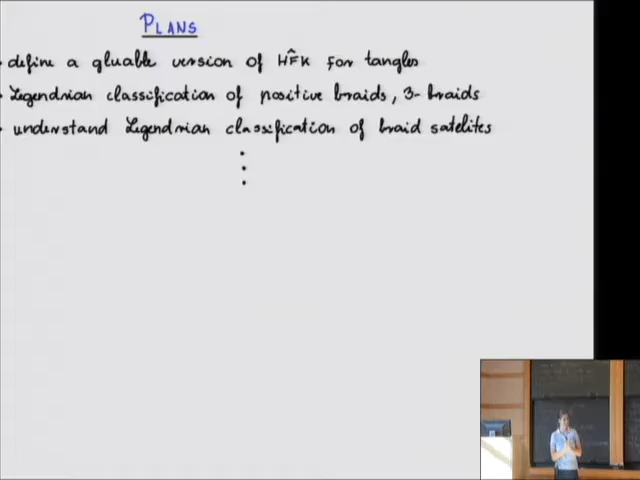 PLANS
• define a gluable version of HF̂K for tangles
• Legendrian classification of positive braids, 3-braids
• understand Legendrian classification of braid satelites
⋮